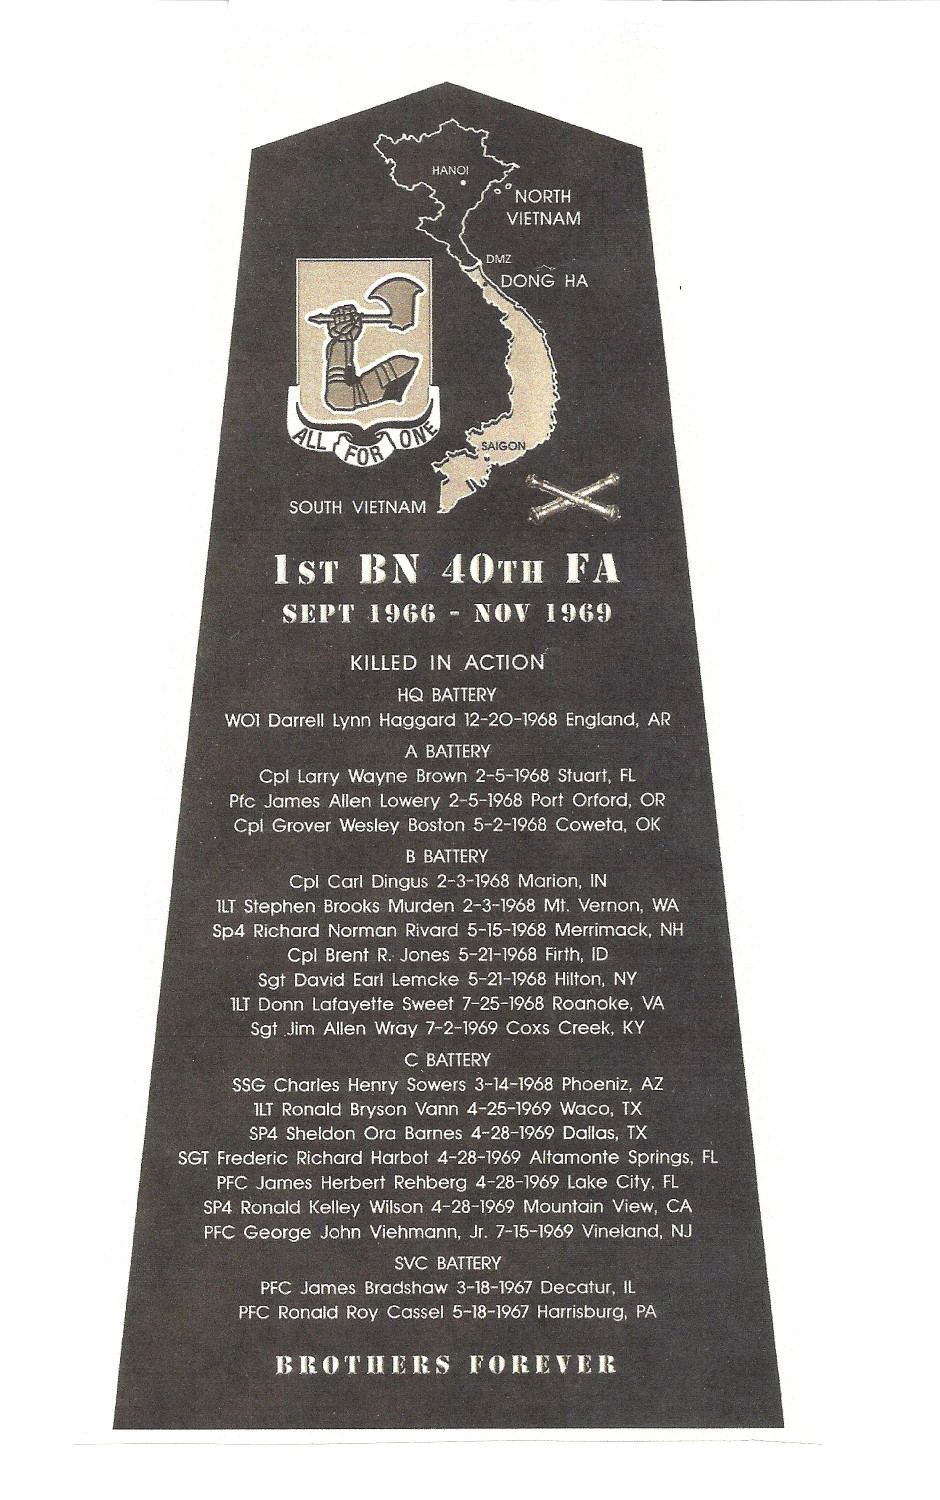 HANOI
NORTH
VIETNAM
DMZ
DONG HA
ALL FOR ONE
SAIGON
SOUTH VIETNAM
1ST BN 40TH FA
SEPT 1966 - NOV 1969
KILLED IN ACTION
HQ BATTERY
WO1 Darrell Lynn Haggard 12-20-1968 England, AR
A BATTERY
Cpl Larry Wayne Brown 2-5-1968 Stuart, FL
Pfc James Allen Lowery 2-5-1968 Port Orford, OR
Cpl Grover Wesley Boston 5-2-1968 Coweta, OK
B BATTERY
Cpl Carl Dingus 2-3-1968 Marion, IN
1LT Stephen Brooks Murden 2-3-1968 Mt. Vernon, WA
Sp4 Richard Norman Rivard 5-15-1968 Merrimack, NH
Cpl Brent R. Jones 5-21-1968 Firth, ID
Sgt David Earl Lemcke 5-21-1968 Hilton, NY
1LT Donn Lafayette Sweet 7-25-1968 Roanoke, VA
Sgt Jim Allen Wray 7-2-1969 Coxs Creek, KY
C BATTERY
SSG Charles Henry Sowers 3-14-1968 Phoeniz, AZ
1LT Ronald Bryson Vann 4-25-1969 Waco, TX
SP4 Sheldon Ora Barnes 4-28-1969 Dallas, TX
SGT Frederic Richard Harbot 4-28-1969 Altamonte Springs, FL
PFC James Herbert Rehberg 4-28-1969 Lake City, FL
SP4 Ronald Kelley Wilson 4-28-1969 Mountain View, CA
PFC George John Viehmann, Jr. 7-15-1969 Vineland, NJ
SVC BATTERY
PFC James Bradshaw 3-18-1967 Decatur, IL
PFC Ronald Roy Cassel 5-18-1967 Harrisburg, PA
BROTHERS FOREVER